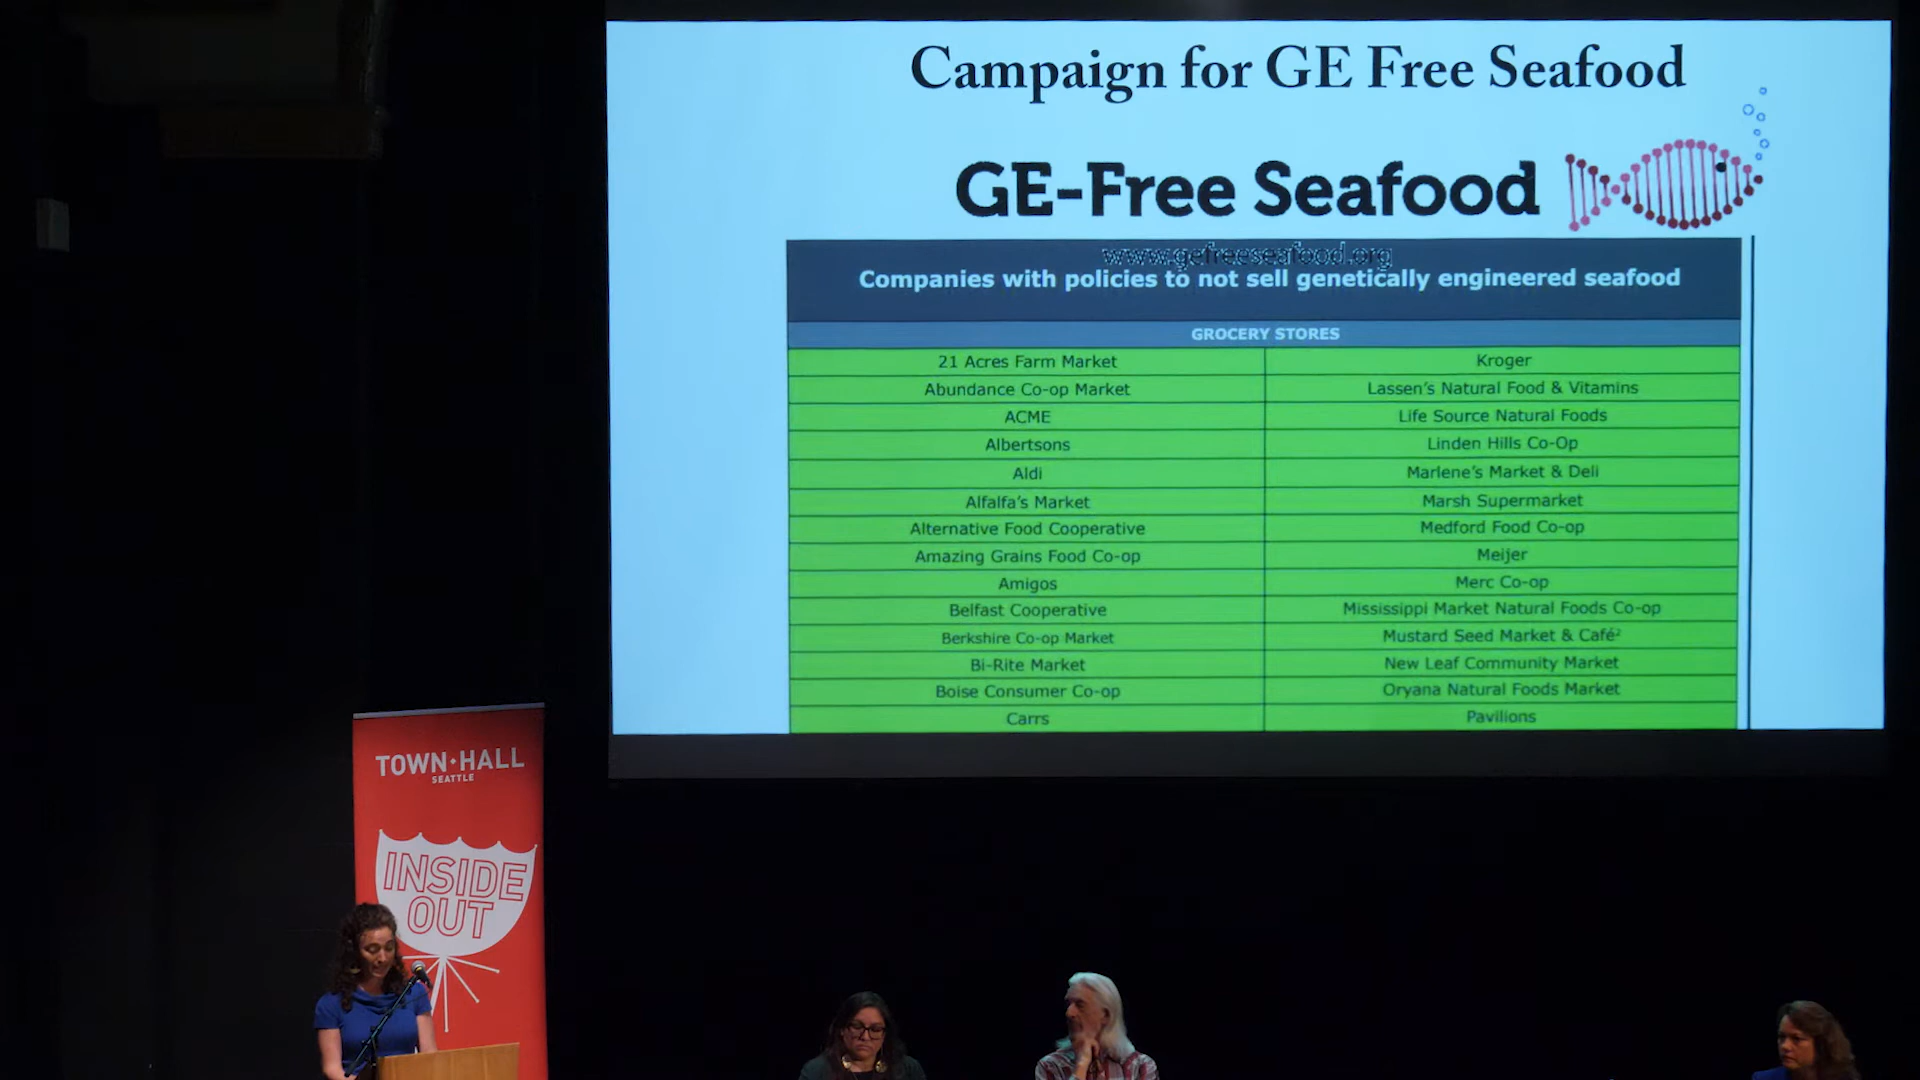 Campaign for GE Free Seafood
GE-Free Seafood
www.gefreeseafood.org
Companies with policies to not sell genetically engineered seafood
GROCERY STORES
21 Acres Farm Market
Kroger
Abundance Co-op Market
Lassen's Natural Food & Vitamins
ACME
Life Source Natural Foods
Albertsons
Linden Hills Co-Op
Aldi
Marlene's Market & Deli
Alfalfa's Market
Marsh Supermarket
Alternative Food Cooperative
Medford Food Co-op
Amazing Grains Food Co-op
Meijer
Amigos
Merc Co-op
Belfast Cooperative
Mississippi Market Natural Foods Co-op
Berkshire Co-op Market
Mustard Seed Market & Café²
Bi-Rite Market
New Leaf Community Market
Boise Consumer Co-op
Oryana Natural Foods Market
Carrs
Pavilions
TOWN·HALL
SEATTLE
INSIDE
OUT